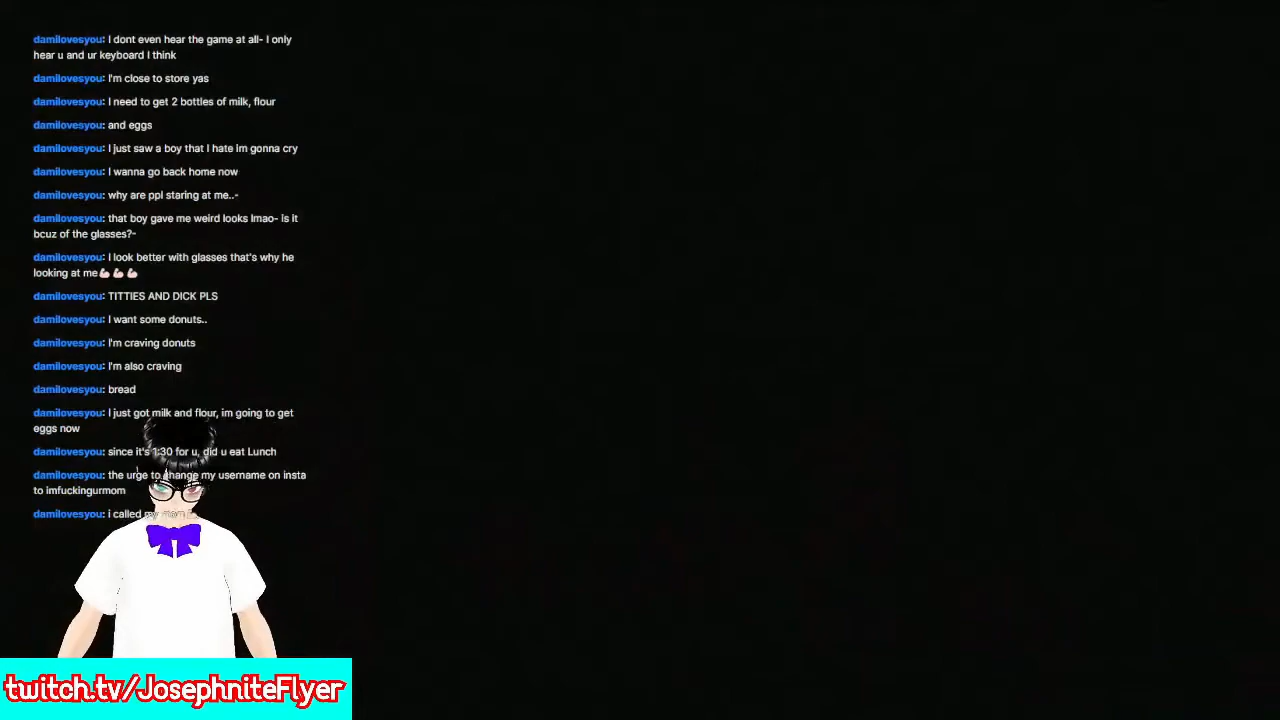 damilovesyou: I dont even hear the game at all- I only
hear u and ur keyboard I think
damilovesyou: I'm close to store yas
damilovesyou: I need to get 2 bottles of milk, flour
damilovesyou: and eggs
damilovesyou: I just saw a boy that I hate im gonna cry
damilovesyou: I wanna go back home now
damilovesyou: why are ppl staring at me..-
damilovesyou: that boy gave me weird looks lmao- is it
bcuz of the glasses?-
damilovesyou: I look better with glasses that's why he
looking at me💪🏻💪🏻💪🏻
damilovesyou: TITTIES AND DICK PLS
damilovesyou: I want some donuts..
damilovesyou: I'm craving donuts
damilovesyou: I'm also craving
damilovesyou: bread
damilovesyou: I just got milk and flour, im going to get
eggs now
damilovesyou: since it's 1:30 for u, did u eat Lunch
damilovesyou: the urge to change my username on insta
to imfuckingurmom
damilovesyou: i called my mom
twitch.tv/JosephniteFlyer